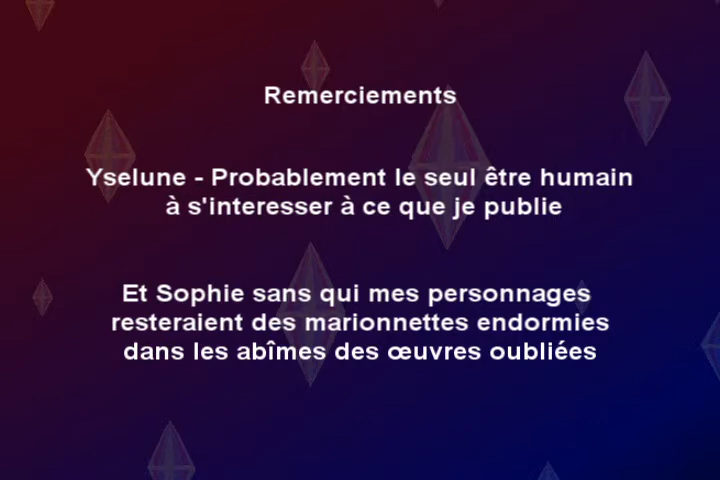 Remerciements
Yselune - Probablement le seul être humain
à s'interesser à ce que je publie
Et Sophie sans qui mes personnages
resteraient des marionnettes endormies
dans les abîmes des œuvres oubliées